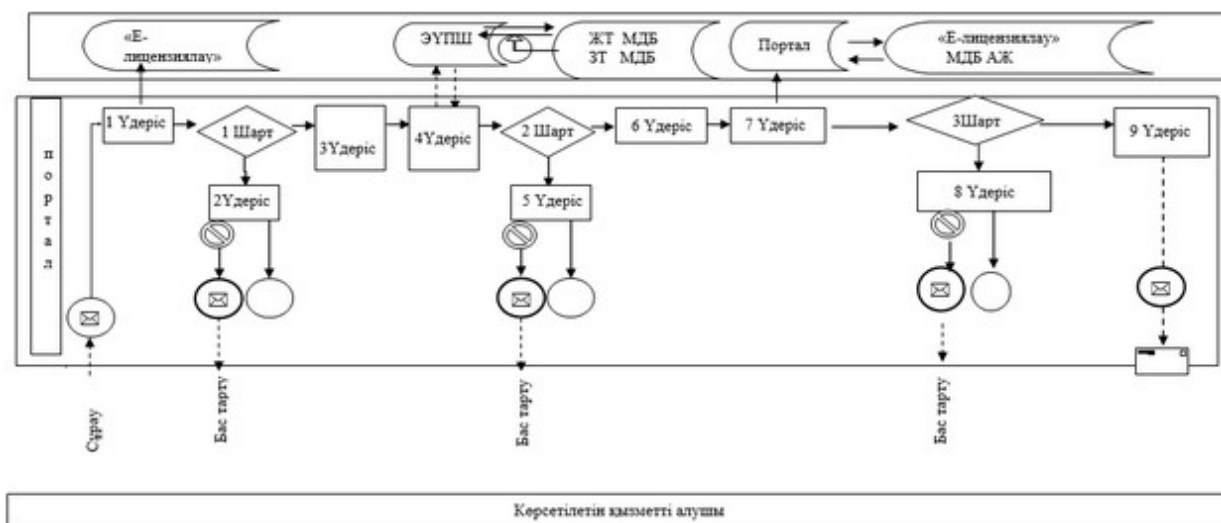 «Е-
лицензиялау»
ЭҮПШ
ЖТ МДБ
ЗТ МДБ
Портал
«Е-лицензиялау»
МДБ АЖ
портал
1 Үдеріс
1 Шарт
3Үдеріс
4Үдеріс
2 Шарт
6 Үдеріс
7 Үдеріс
3Шарт
9 Үдеріс
2Үдеріс
5 Үдеріс
8 Үдеріс
Сұрау
Бас тарту
Бас тарту
Бас тарту
Көрсетілетін қызметті алушы